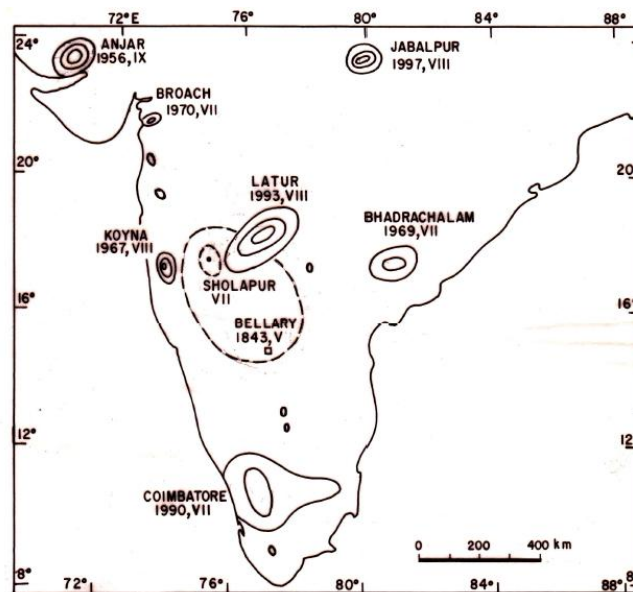 72°E 76° 80° 84° 88°
24°
ANJAR
1956, IX
JABALPUR
1997, VIII
BROACH
1970, VII
20°
20
LATUR
1993, VIII
BHADRACHALAM
1969, VII
KOYNA
1967, VIII
SHOLAPUR
VII
16°
16
BELLARY
1843, V
12°
12
COIMBATORE
1990, VII
0 200 400 km
8°
8
72° 76° 80° 84° 88°